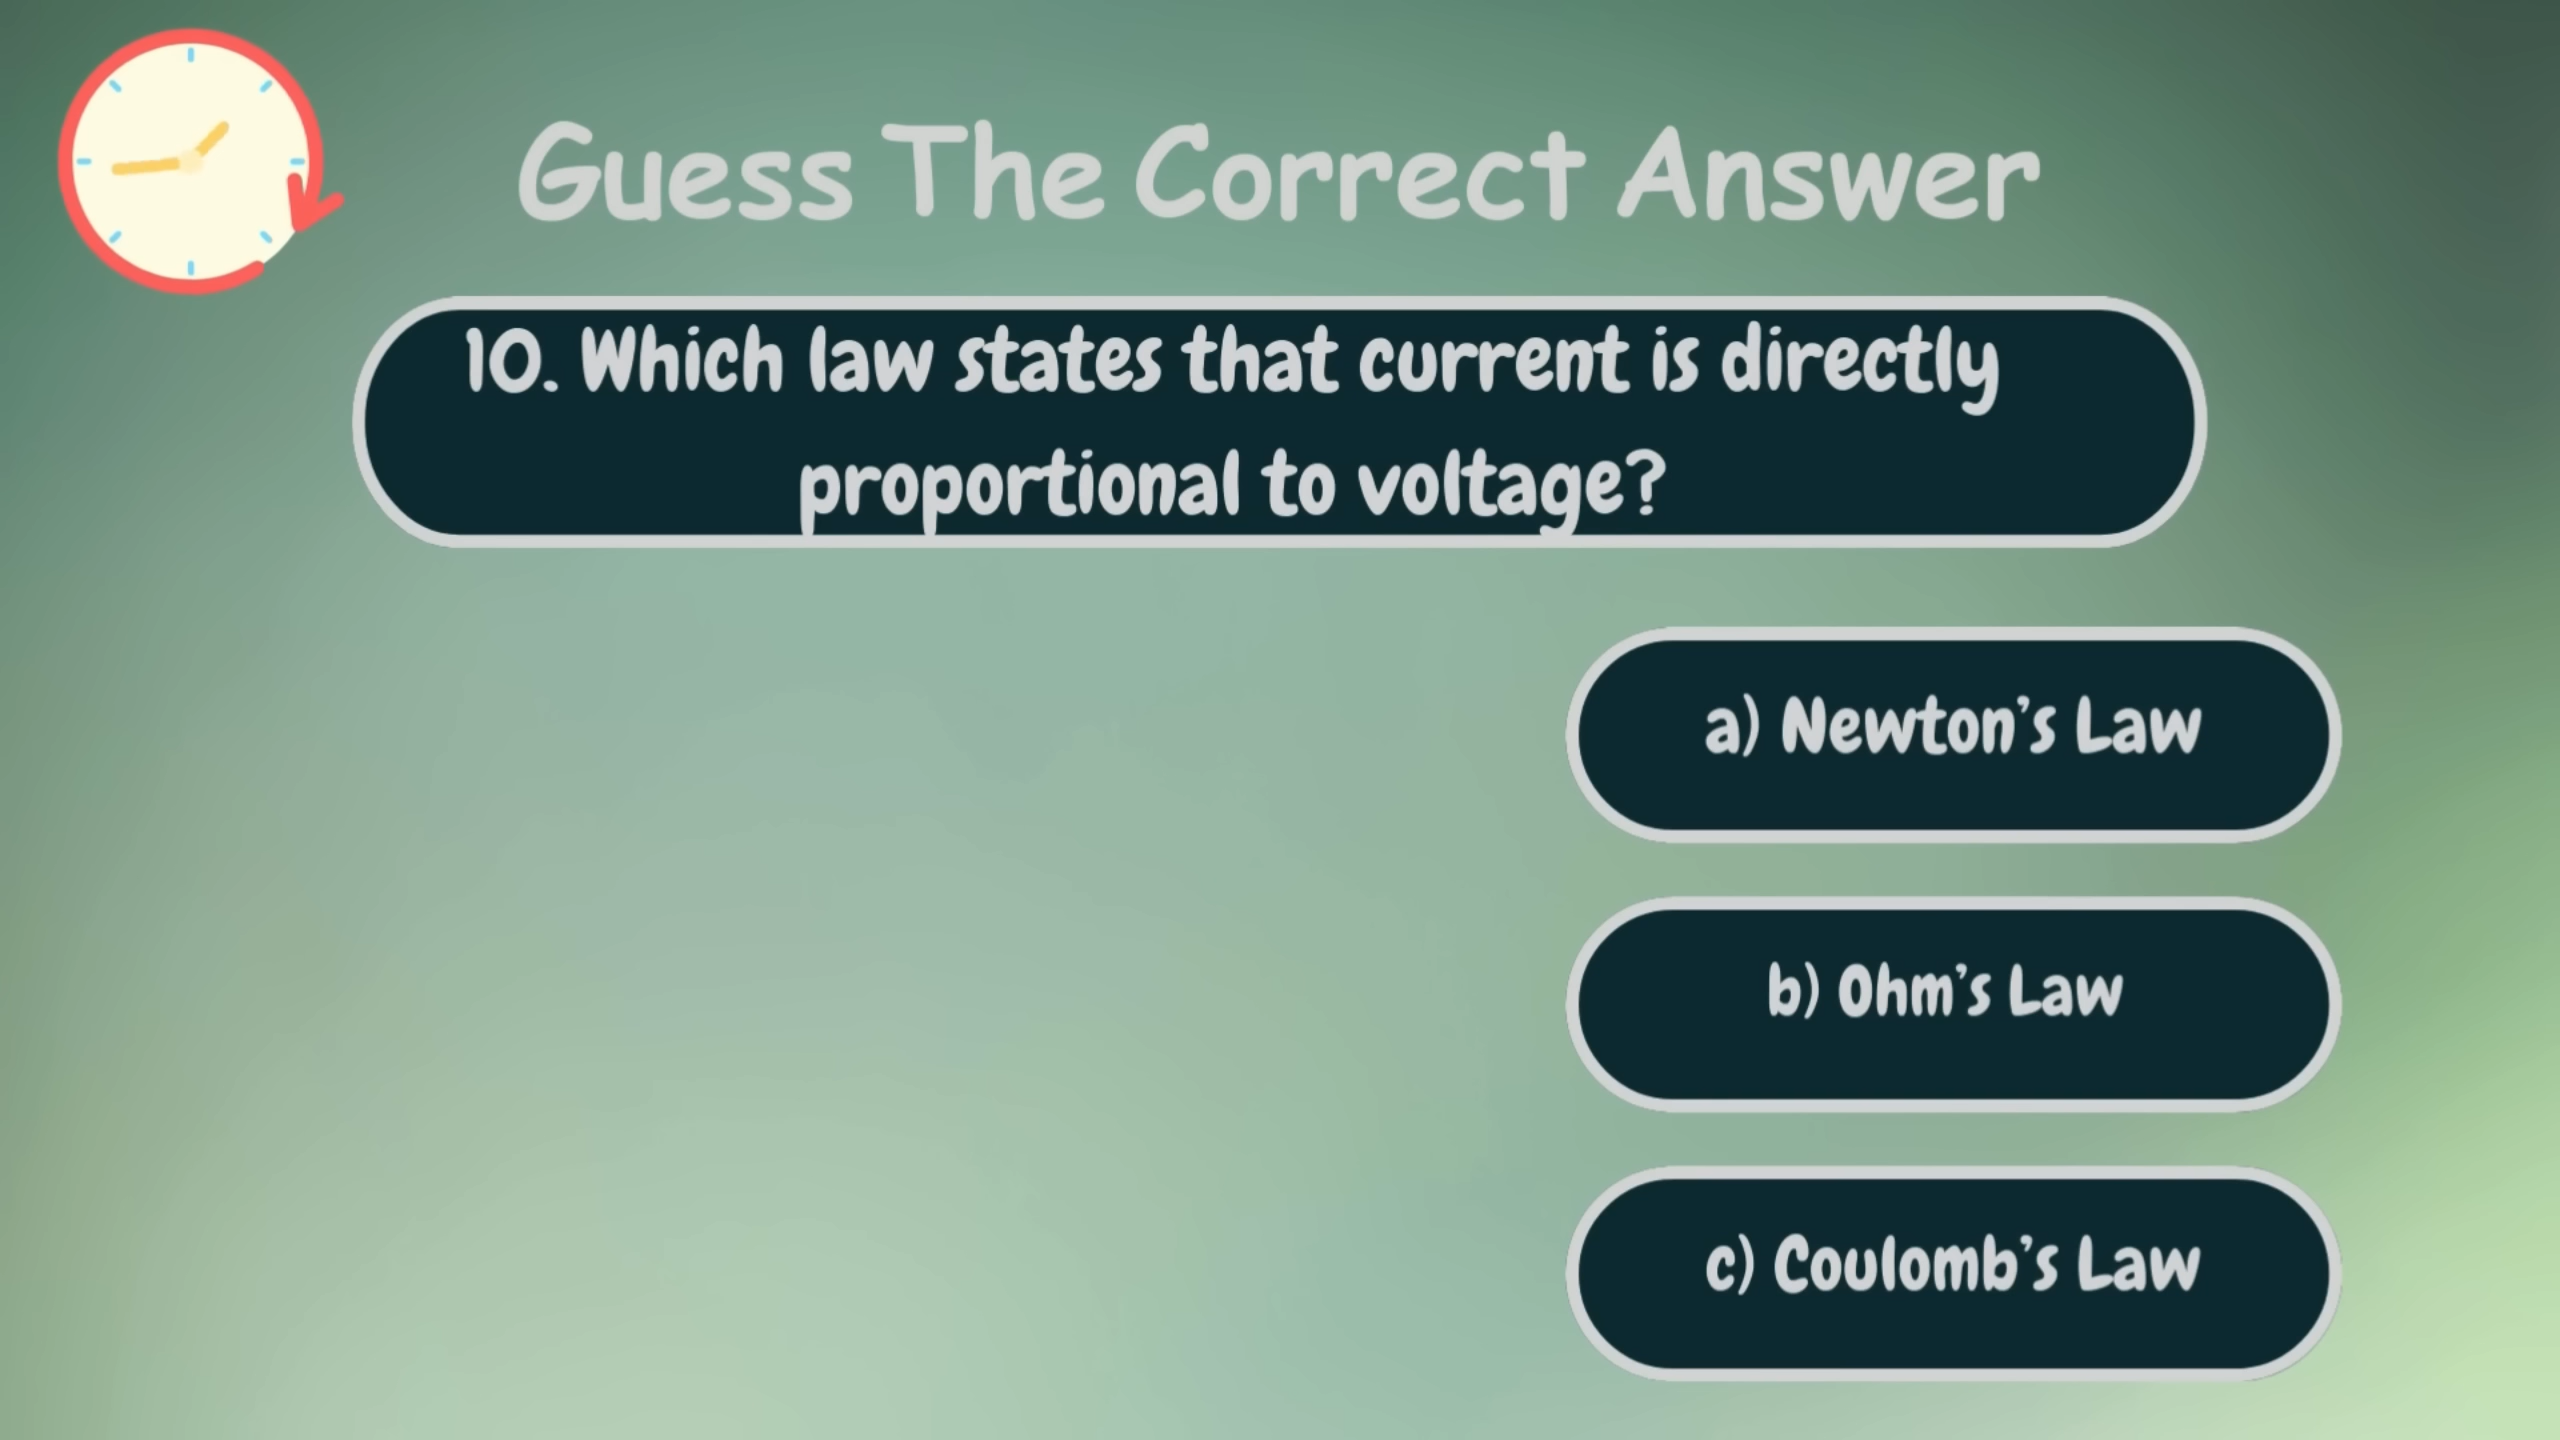 Guess The Correct Answer
10. Which law states that current is directly
proportional to voltage?
a) Newton's Law
b) Ohm's Law
c) Coulomb's Law